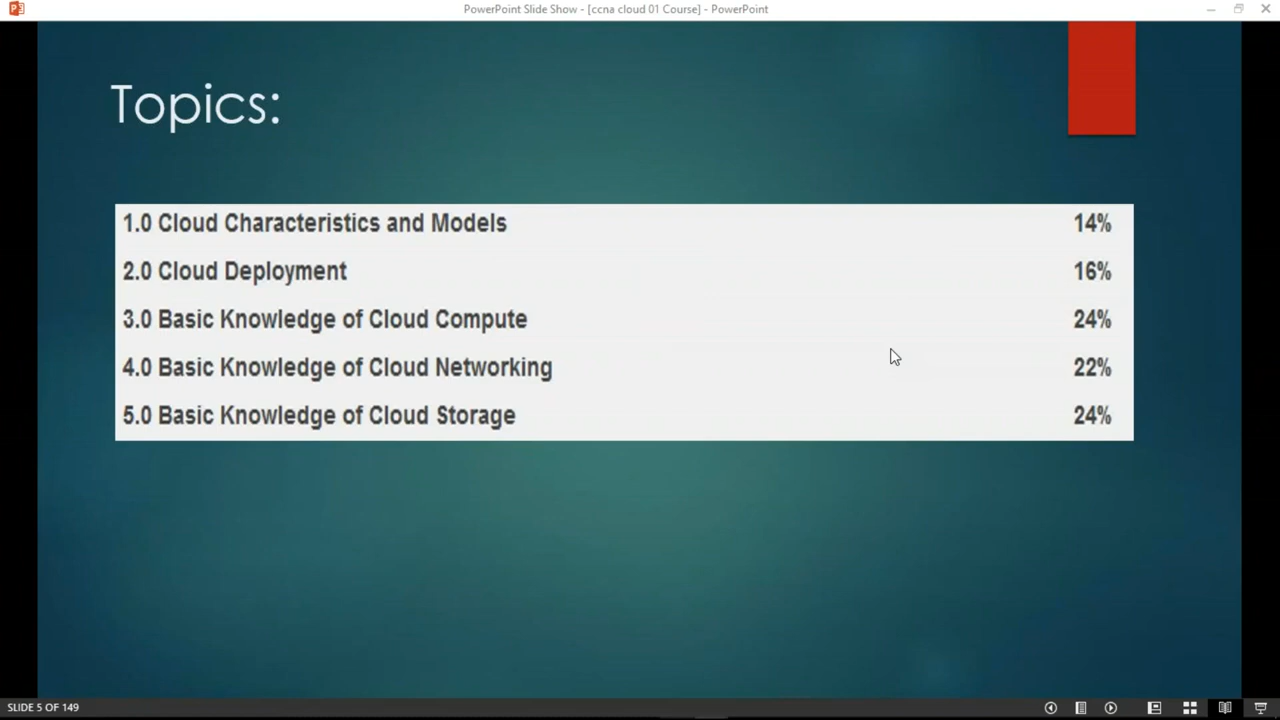 PowerPoint Slide Show - [ccna cloud 01 Course] - PowerPoint
Topics:
1.0 Cloud Characteristics and Models 14%
2.0 Cloud Deployment 16%
3.0 Basic Knowledge of Cloud Compute 24%
4.0 Basic Knowledge of Cloud Networking 22%
5.0 Basic Knowledge of Cloud Storage 24%
SLIDE 5 OF 149